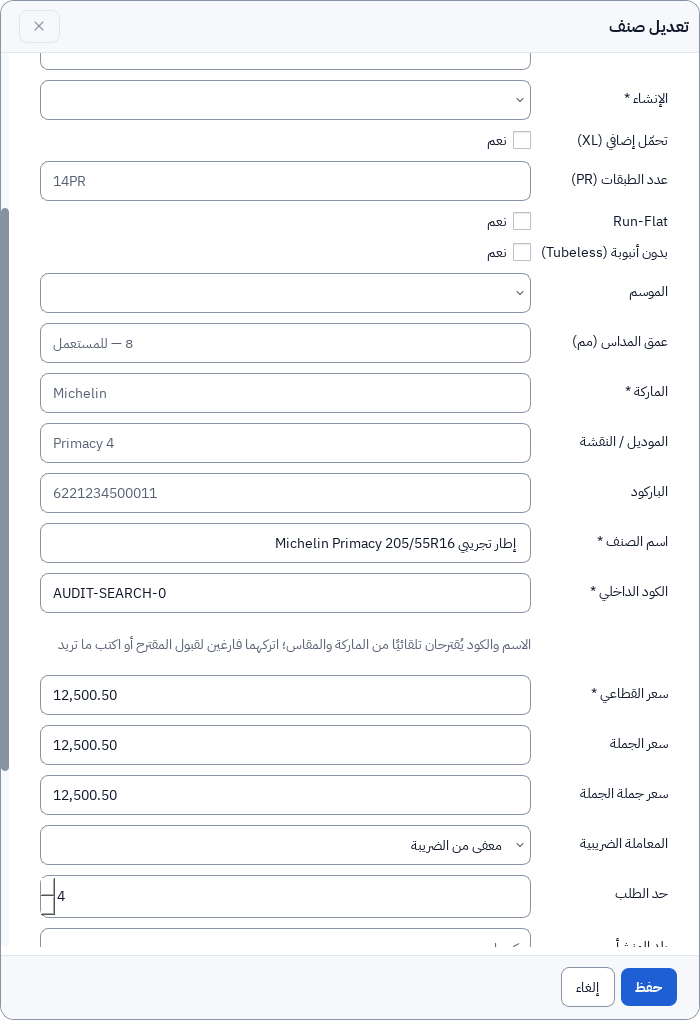 تعديل صنف
الإنشاء *
تحمّل إضافي (XL) نعم
عدد الطبقات (PR) 14PR
Run-Flat نعم
بدون أنبوبة (Tubeless) نعم
الموسم
عمق المداس (مم) 8 — للمستعمل
الماركة * Michelin
الموديل / النقشة Primacy 4
الباركود 6221234500011
اسم الصنف * إطار تجريبي Michelin Primacy 205/55R16
الكود الداخلي * AUDIT-SEARCH-0
الاسم والكود يُقترحان تلقائيًا من الماركة والمقاس؛ اتركهما فارغين لقبول المقترح أو اكتب ما تريد
سعر القطاعي * 12,500.50
سعر الجملة 12,500.50
سعر جملة الجملة 12,500.50
المعاملة الضريبية معفى من الضريبة
حد الطلب 4
حفظ إلغاء